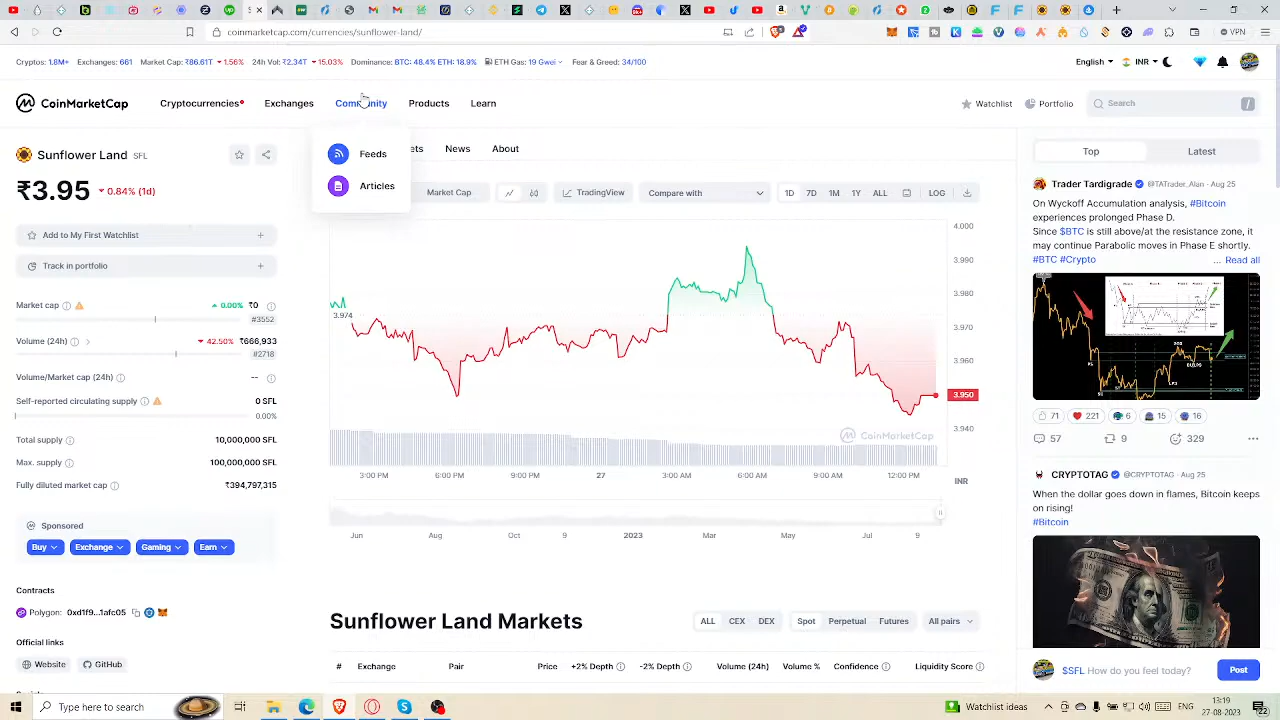 coinmarketcap.com/currencies/sunflower-land/
VPN
Cryptos: 1.8M+ Exchanges: 661 Market Cap: ₹86.61T 1.56% 24h Vol: ₹2.34T 15.03% Dominance: BTC: 48.4% ETH: 18.9% ETH Gas: 19 Gwei Fear & Greed: 34/100
English INR
CoinMarketCap
Cryptocurrencies Exchanges Community Products Learn
Watchlist Portfolio Search /
Feeds
Articles
ets News About
Sunflower Land SFL
₹3.95 0.84% (1d)
Add to My First Watchlist +
Track in portfolio +
Market cap 0.00% ₹0
#3552
Volume (24h) 42.50% ₹666,933
#2718
Volume/Market cap (24h) --
Self-reported circulating supply 0 SFL
0.00%
Total supply 10,000,000 SFL
Max. supply 100,000,000 SFL
Fully diluted market cap ₹394,797,315
Sponsored
Buy Exchange Gaming Earn
Contracts
Polygon: 0xd1f9...1afc05
Official links
Website GitHub
Market Cap TradingView Compare with 1D 7D 1M 1Y ALL LOG
4.000
3.990
3.980
3.974
3.970
3.960
3.950
3.940
CoinMarketCap
3:00 PM 6:00 PM 9:00 PM 27 3:00 AM 6:00 AM 9:00 AM 12:00 PM
INR
Jun Aug Oct 9 2023 Mar May Jul 9
Sunflower Land Markets
ALL CEX DEX Spot Perpetual Futures All pairs
# Exchange Pair Price +2% Depth -2% Depth Volume (24h) Volume % Confidence Liquidity Score
Top Latest
Trader Tardigrade @TATrader_Alan · Aug 25
On Wyckoff Accumulation analysis, #Bitcoin
experiences prolonged Phase D.
Since $BTC is still above/at the resistance zone, it
may continue Parabolic moves in Phase E shortly.
#BTC #Crypto ... Read all
71 221 6 15 16
57 9 329
CRYPTOTAG @CRYPTOTAG · Aug 25
When the dollar goes down in flames, Bitcoin keeps
on rising!
#Bitcoin
$SFL How do you feel today? Post
Type here to search
Watchlist ideas
13:19
27-08-2023
22